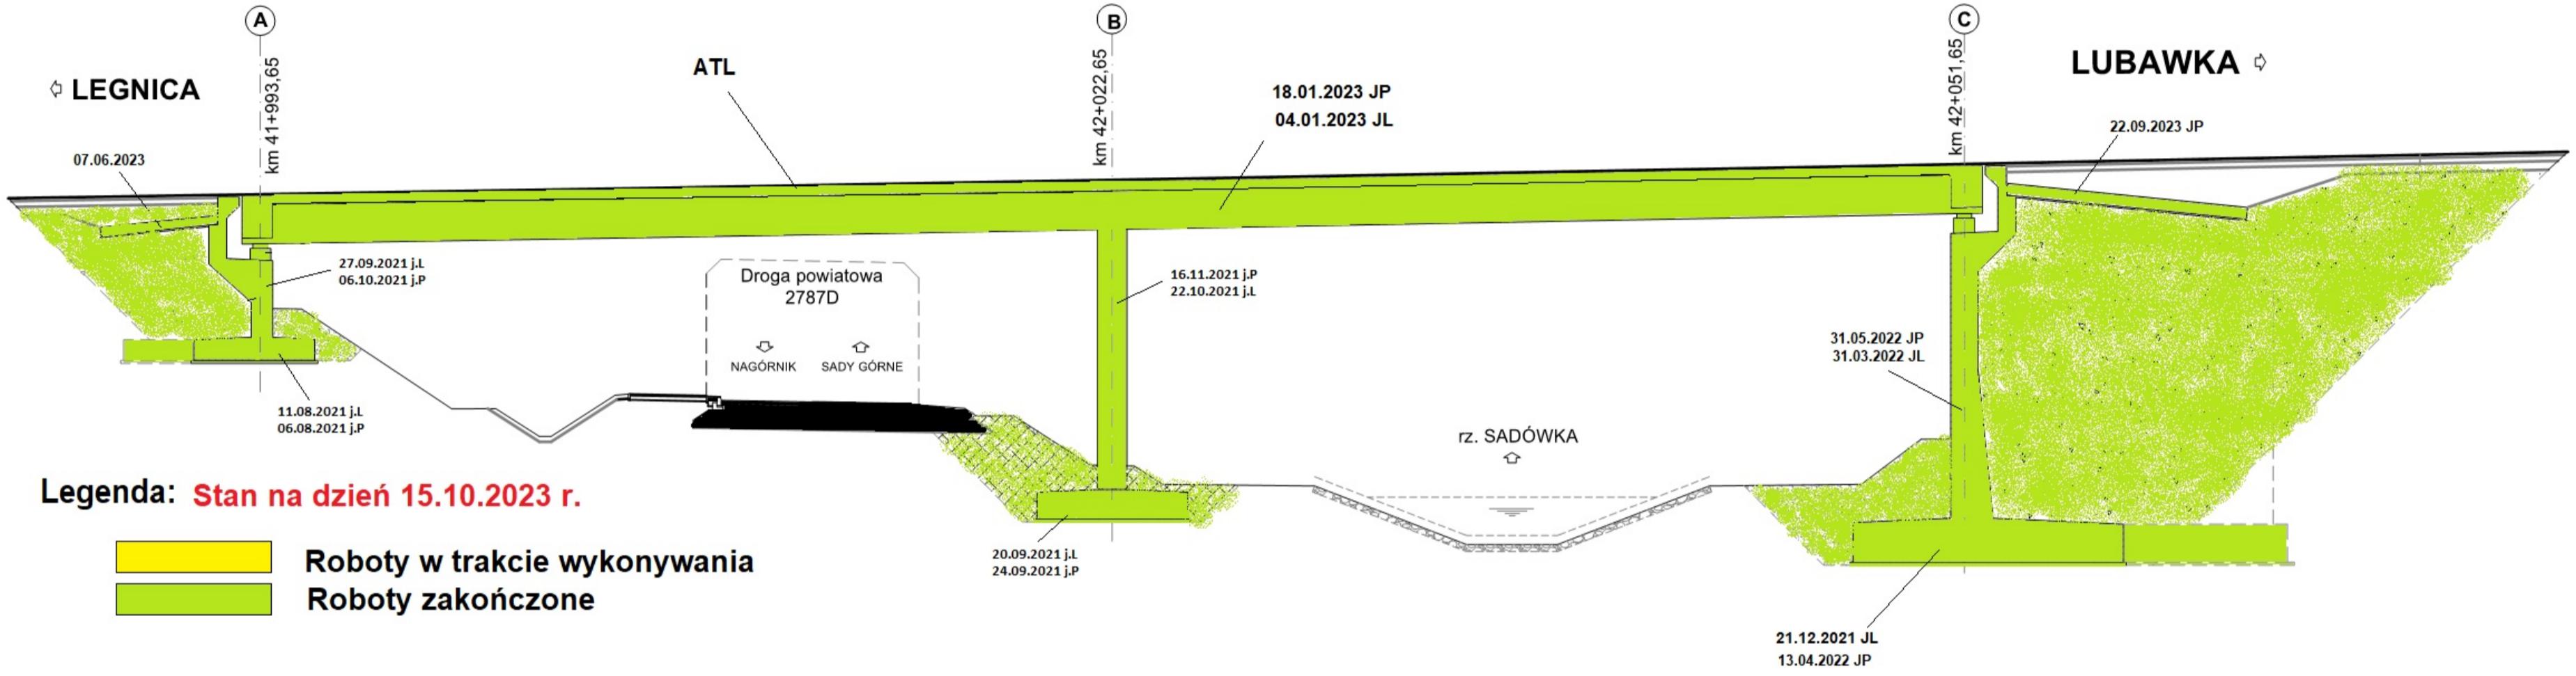 A
B
C
km 41+993,65
km 42+022,65
km 42+051,65
LEGNICA
ATL
LUBAWKA
18.01.2023 JP
04.01.2023 JL
07.06.2023
22.09.2023 JP
27.09.2021 j.L
06.10.2021 j.P
Droga powiatowa
2787D
NAGÓRNIK SADY GÓRNE
16.11.2021 j.P
22.10.2021 j.L
31.05.2022 JP
31.03.2022 JL
11.08.2021 j.L
06.08.2021 j.P
rz. SADÓWKA
20.09.2021 j.L
24.09.2021 j.P
21.12.2021 JL
13.04.2022 JP
Legenda: Stan na dzień 15.10.2023 r.
Roboty w trakcie wykonywania
Roboty zakończone